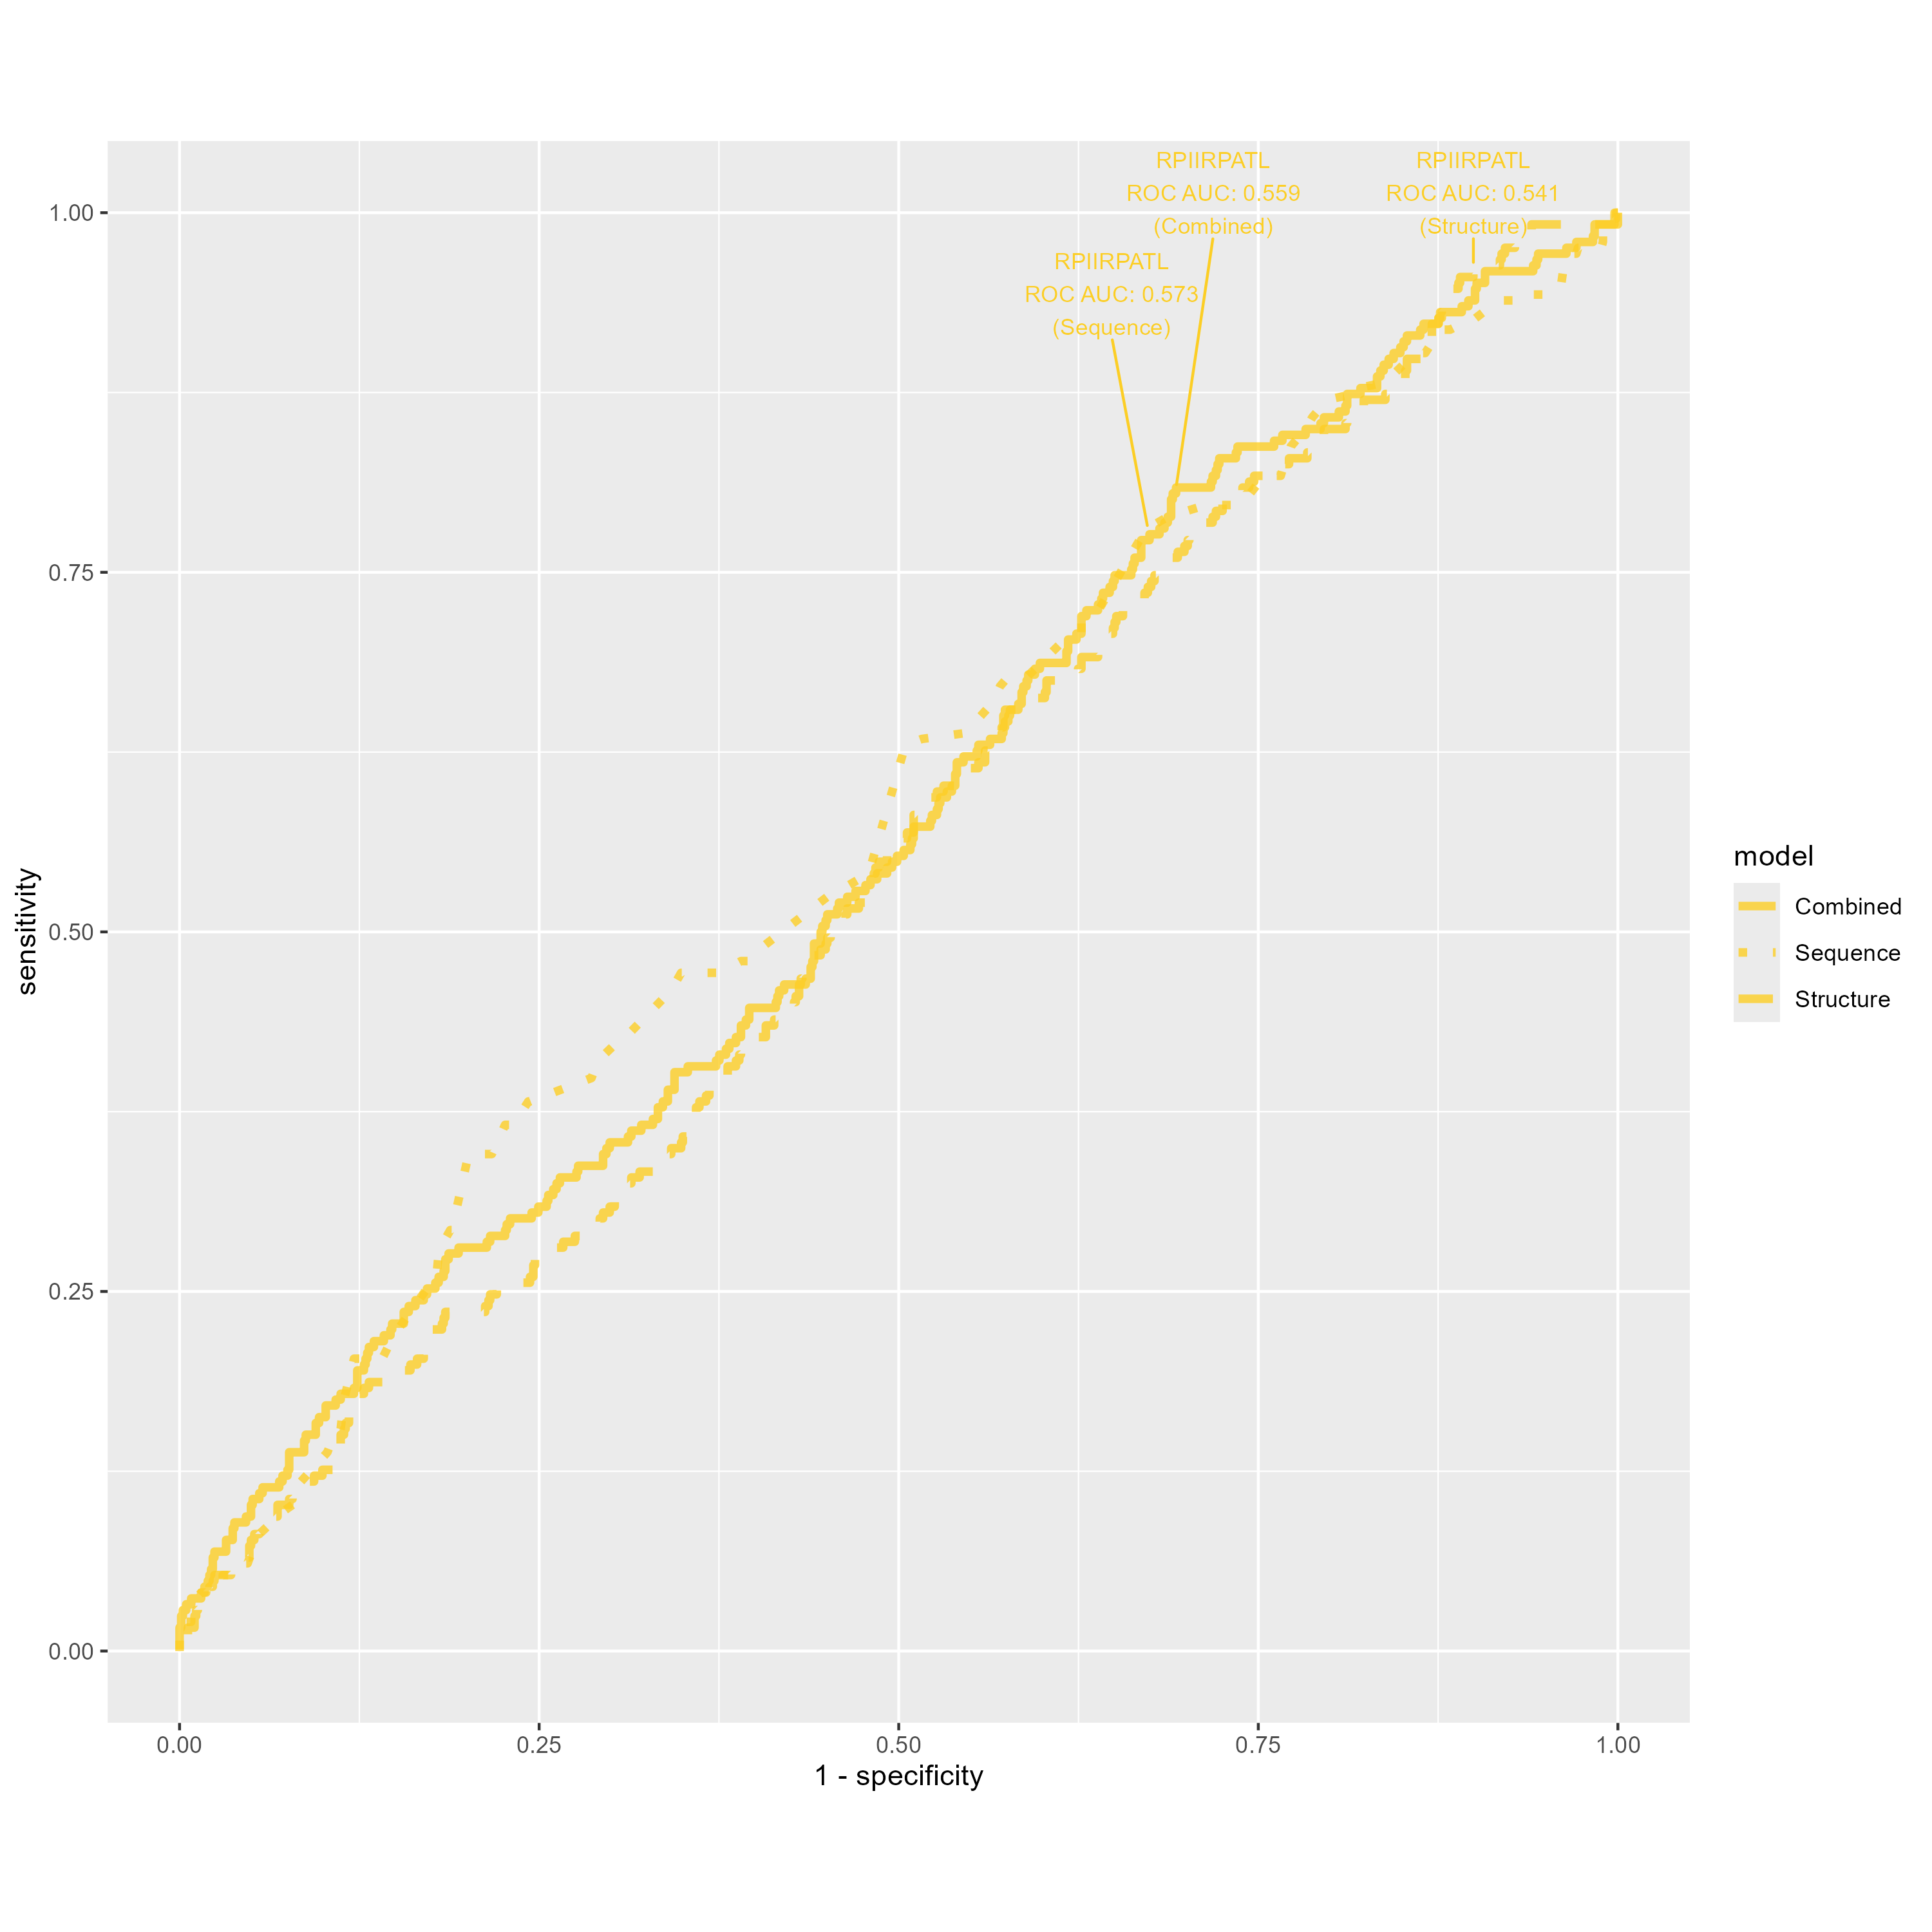 RPIIRPATL
ROC AUC: 0.559
(Combined)
RPIIRPATL
ROC AUC: 0.541
(Structure)
RPIIRPATL
ROC AUC: 0.573
(Sequence)
1.00
0.75
0.50
0.25
0.00
sensitivity
0.00
0.25
0.50
0.75
1.00
1 - specificity
model
Combined
Sequence
Structure